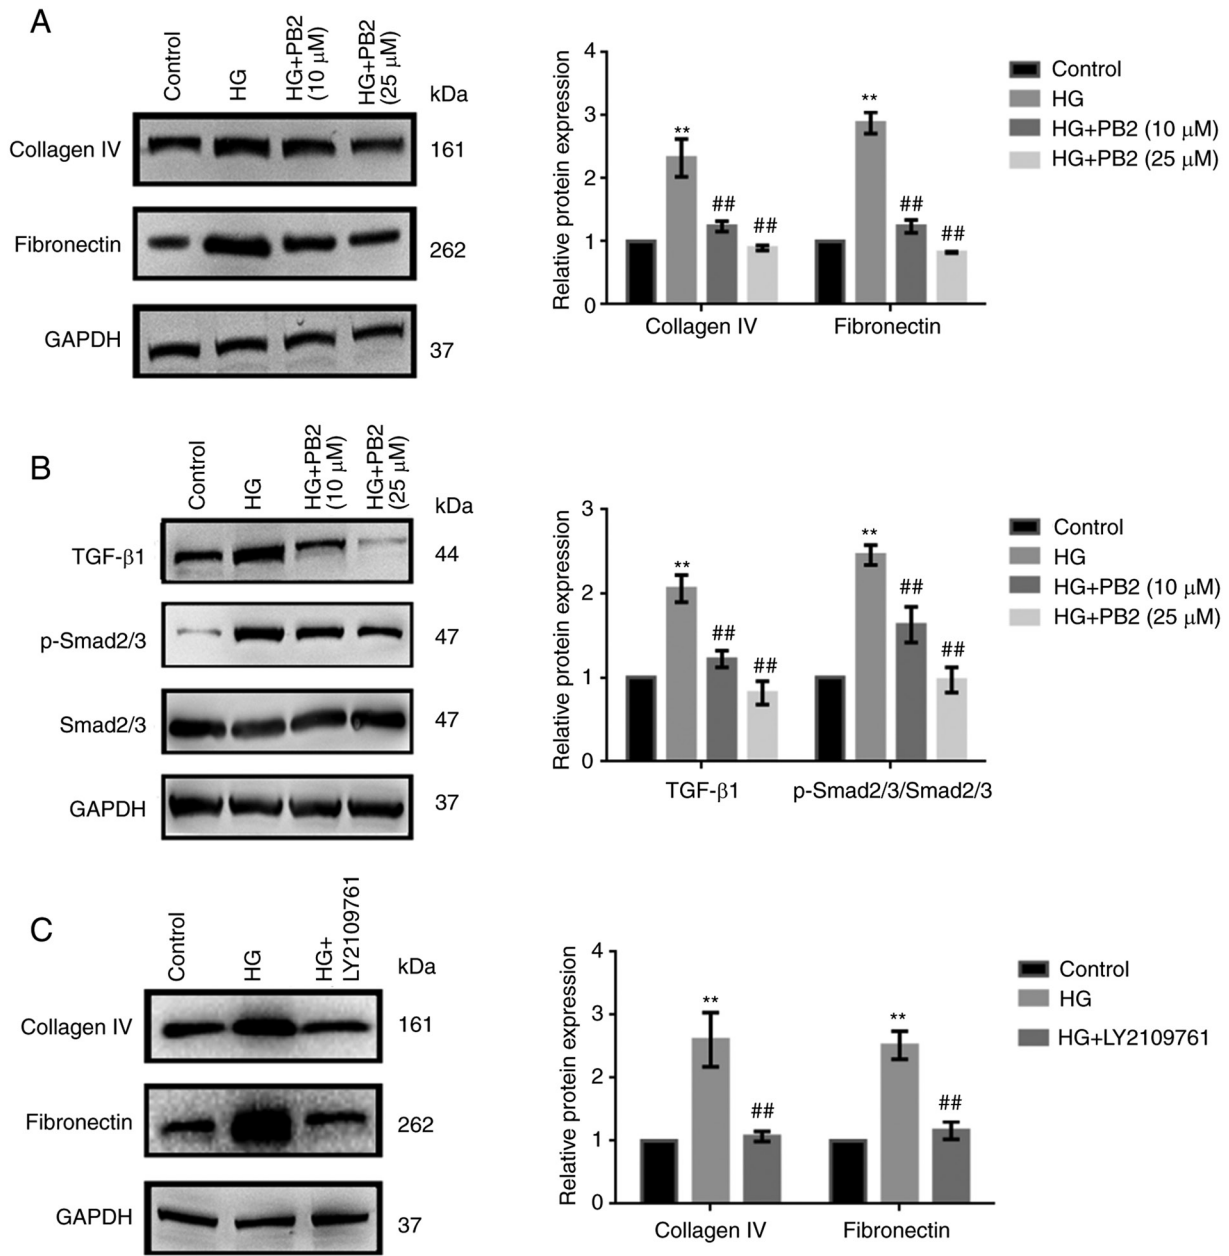 A
Control
HG
HG+PB2
(10 μM)
HG+PB2
(25 μM)
kDa
Collagen IV
161
Fibronectin
262
GAPDH
37
Relative protein expression
4
3
2
1
0
**
##
##
**
##
##
Collagen IV
Fibronectin
Control
HG
HG+PB2 (10 μM)
HG+PB2 (25 μM)
B
Control
HG
HG+PB2
(10 μM)
HG+PB2
(25 μM)
kDa
TGF-β1
44
p-Smad2/3
47
Smad2/3
47
GAPDH
37
Relative protein expression
3
2
1
0
**
##
##
**
##
##
TGF-β1
p-Smad2/3/Smad2/3
Control
HG
HG+PB2 (10 μM)
HG+PB2 (25 μM)
C
Control
HG
HG+
LY2109761
kDa
Collagen IV
161
Fibronectin
262
GAPDH
37
Relative protein expression
4
3
2
1
0
**
##
**
##
Collagen IV
Fibronectin
Control
HG
HG+LY2109761